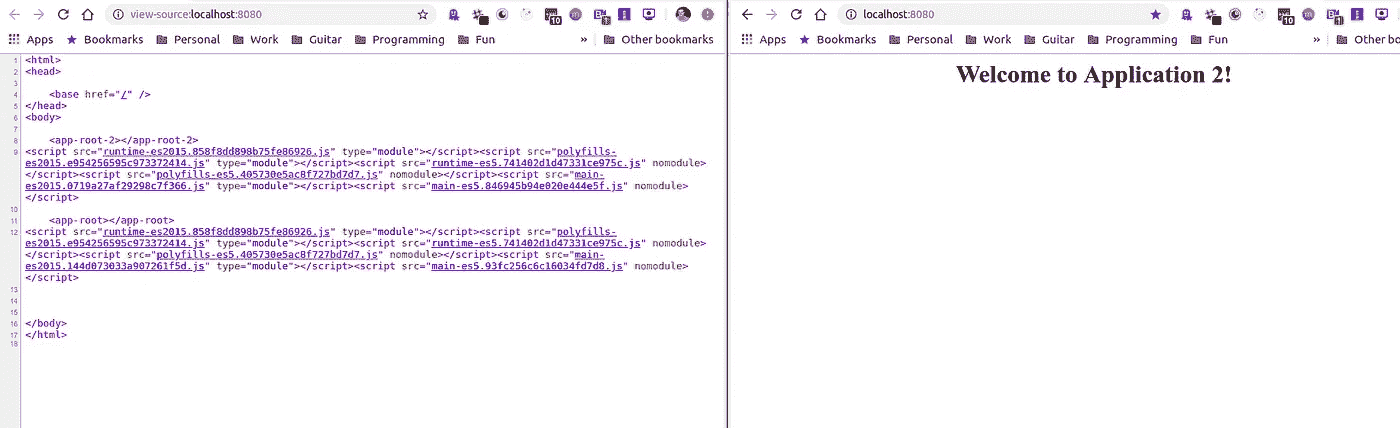 view-source:localhost:8080
Apps Bookmarks Personal Work Guitar Programming Fun » Other bookmarks
1 <html>
2 <head>
3
4 <base href="/" />
5 </head>
6 <body>
7
8 <app-root-2></app-root-2>
9 <script src="runtime-es2015.858f8dd898b75fe86926.js" type="module"></script><script src="polyfills-
es2015.e954256595c973372414.js" type="module"></script><script src="runtime-es5.741402d1d47331ce975c.js" nomodule>
</script><script src="polyfills-es5.405730e5ac8f727bd7d7.js" nomodule></script><script src="main-
es2015.0719a27af29298c7f366.js" type="module"></script><script src="main-es5.846945b94e020e444e5f.js" nomodule>
</script>
10
11 <app-root></app-root>
12 <script src="runtime-es2015.858f8dd898b75fe86926.js" type="module"></script><script src="polyfills-
es2015.e954256595c973372414.js" type="module"></script><script src="runtime-es5.741402d1d47331ce975c.js" nomodule>
</script><script src="polyfills-es5.405730e5ac8f727bd7d7.js" nomodule></script><script src="main-
es2015.144d073033a907261f5d.js" type="module"></script><script src="main-es5.93fc256c6c16034fd7d8.js" nomodule>
</script>
13
14
15
16 </body>
17 </html>
18
localhost:8080
Apps Bookmarks Personal Work Guitar Programming Fun » Other bo
Welcome to Application 2!